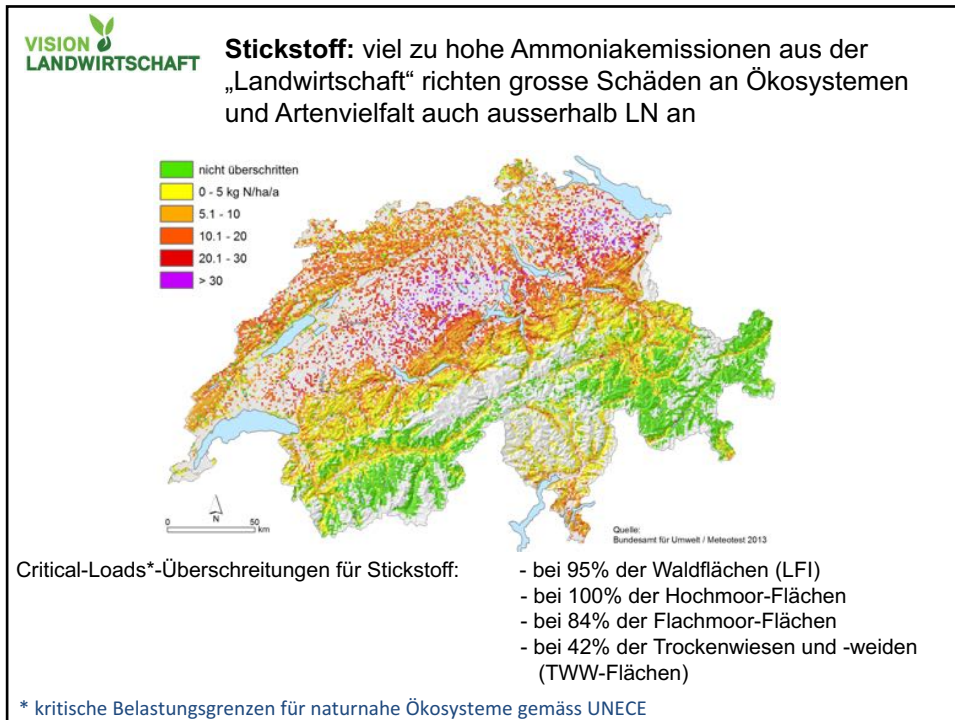 VISION
LANDWIRTSCHAFT
Stickstoff: viel zu hohe Ammoniakemissionen aus der
„Landwirtschaft“ richten grosse Schäden an Ökosystemen
und Artenvielfalt auch ausserhalb LN an
nicht überschritten
0 - 5 kg N/ha/a
5.1 - 10
10.1 - 20
20.1 - 30
> 30
N
0 50
km
Quelle:
Bundesamt für Umwelt / Meteotest 2013
Critical-Loads*-Überschreitungen für Stickstoff:
- bei 95% der Waldflächen (LFI)
- bei 100% der Hochmoor-Flächen
- bei 84% der Flachmoor-Flächen
- bei 42% der Trockenwiesen und -weiden
(TWW-Flächen)
* kritische Belastungsgrenzen für naturnahe Ökosysteme gemäss UNECE